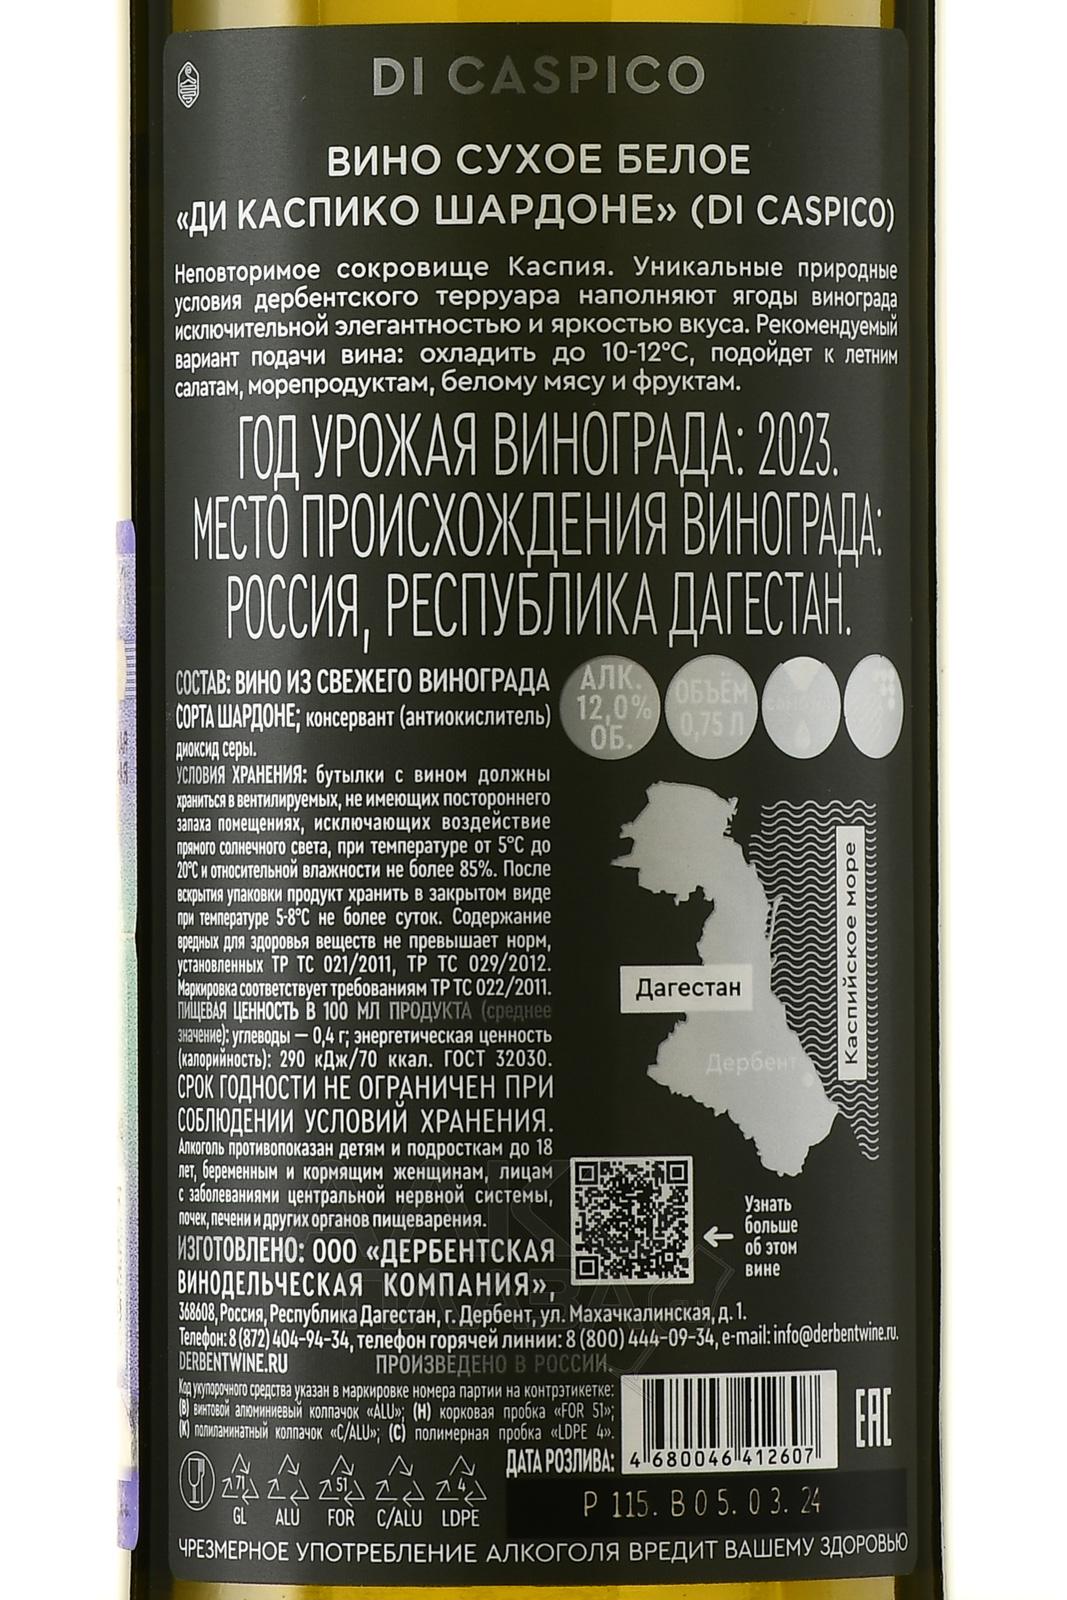 DI CASPICO
ВИНО СУХОЕ БЕЛОЕ
«ДИ КАСПИКО ШАРДОНЕ» (DI CASPICO)
Неповторимое сокровище Каспия. Уникальные природные
условия дербентского терруара наполняют ягоды винограда
исключительной элегантностью и яркостью вкуса. Рекомендуемый
вариант подачи вина: охладить до 10-12°С, подойдет к летним
салатам, морепродуктам, белому мясу и фруктам.
ГОД УРОЖАЯ ВИНОГРАДА: 2023.
МЕСТО ПРОИСХОЖДЕНИЯ ВИНОГРАДА:
РОССИЯ, РЕСПУБЛИКА ДАГЕСТАН.
СОСТАВ: ВИНО ИЗ СВЕЖЕГО ВИНОГРАДА
СОРТА ШАРДОНЕ; консервант (антиокислитель)
диоксид серы.
УСЛОВИЯ ХРАНЕНИЯ: бутылки с вином должны
храниться в вентилируемых, не имеющих постороннего
запаха помещениях, исключающих воздействие
прямого солнечного света, при температуре от 5°С до
20°С и относительной влажности не более 85%. После
вскрытия упаковки продукт хранить в закрытом виде
при температуре 5-8°С не более суток. Содержание
вредных для здоровья веществ не превышает норм,
установленных ТР ТС 021/2011, ТР ТС 029/2012.
Маркировка соответствует требованиям ТР ТС 022/2011.
ПИЩЕВАЯ ЦЕННОСТЬ В 100 МЛ ПРОДУКТА (среднее
значение): углеводы — 0,4 г; энергетическая ценность
(калорийность): 290 кДж/70 ккал. ГОСТ 32030.
СРОК ГОДНОСТИ НЕ ОГРАНИЧЕН ПРИ
СОБЛЮДЕНИИ УСЛОВИЙ ХРАНЕНИЯ.
Алкоголь противопоказан детям и подросткам до 18
лет, беременным и кормящим женщинам, лицам
с заболеваниями центральной нервной системы,
почек, печени и других органов пищеварения.
ИЗГОТОВЛЕНО: ООО «ДЕРБЕНТСКАЯ
ВИНОДЕЛЬЧЕСКАЯ КОМПАНИЯ»,
368608, Россия, Республика Дагестан, г. Дербент, ул. Махачкалинская, д. 1.
Телефон: 8 (872) 404-94-34, телефон горячей линии: 8 (800) 444-09-34, e-mail: info@derbentwine.ru.
DERBENTWINE.RU ПРОИЗВЕДЕНО В РОССИИ.
Код укупорочного средства указан в маркировке номера партии на контрэтикетке:
(В) винтовой алюминиевый колпачок «ALU»; (Н) корковая пробка «FOR 51»;
(К) полиламинатный колпачок «C/ALU»; (С) полимерная пробка «LDPE 4».
АЛК.
12,0%
ОБ.
ОБЪЁМ
0,75 Л
Дагестан
Дербент
Каспийское море
Узнать
больше
об этом
вине
4 680046 412607
EAC
ДАТА РОЗЛИВА:
Р 115. В 0 5. 0 3. 24
71
GL
ALU
51
FOR
C/ALU
4
LDPE
ЧРЕЗМЕРНОЕ УПОТРЕБЛЕНИЕ АЛКОГОЛЯ ВРЕДИТ ВАШЕМУ ЗДОРОВЬЮ